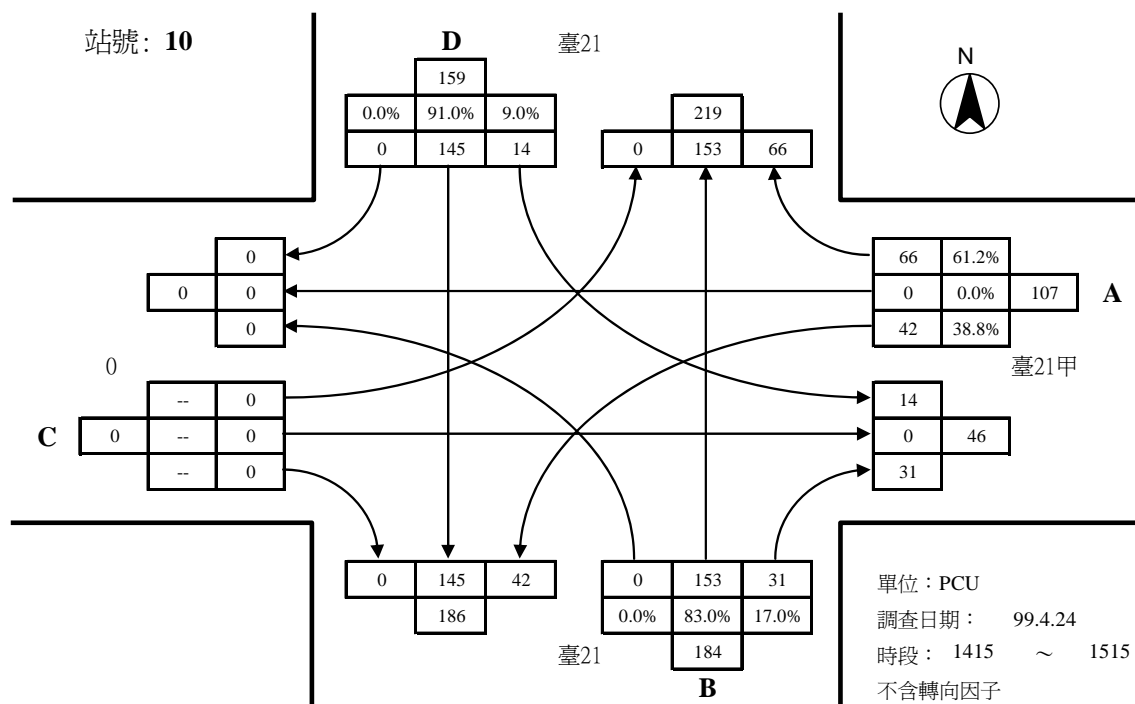 站號: 10
D
臺21
N
159
0.0% 91.0% 9.0%
0 145 14
219
0 153 66
0
0 0
0
66 61.2%
0 0.0% 107
42 38.8%
A
臺21甲
0
-- 0
0 -- 0
-- 0
C
14
0 46
31
0 145 42
186
0 153 31
0.0% 83.0% 17.0%
184
臺21
B
單位：PCU
調查日期： 99.4.24
時段： 1415 ～ 1515
不含轉向因子